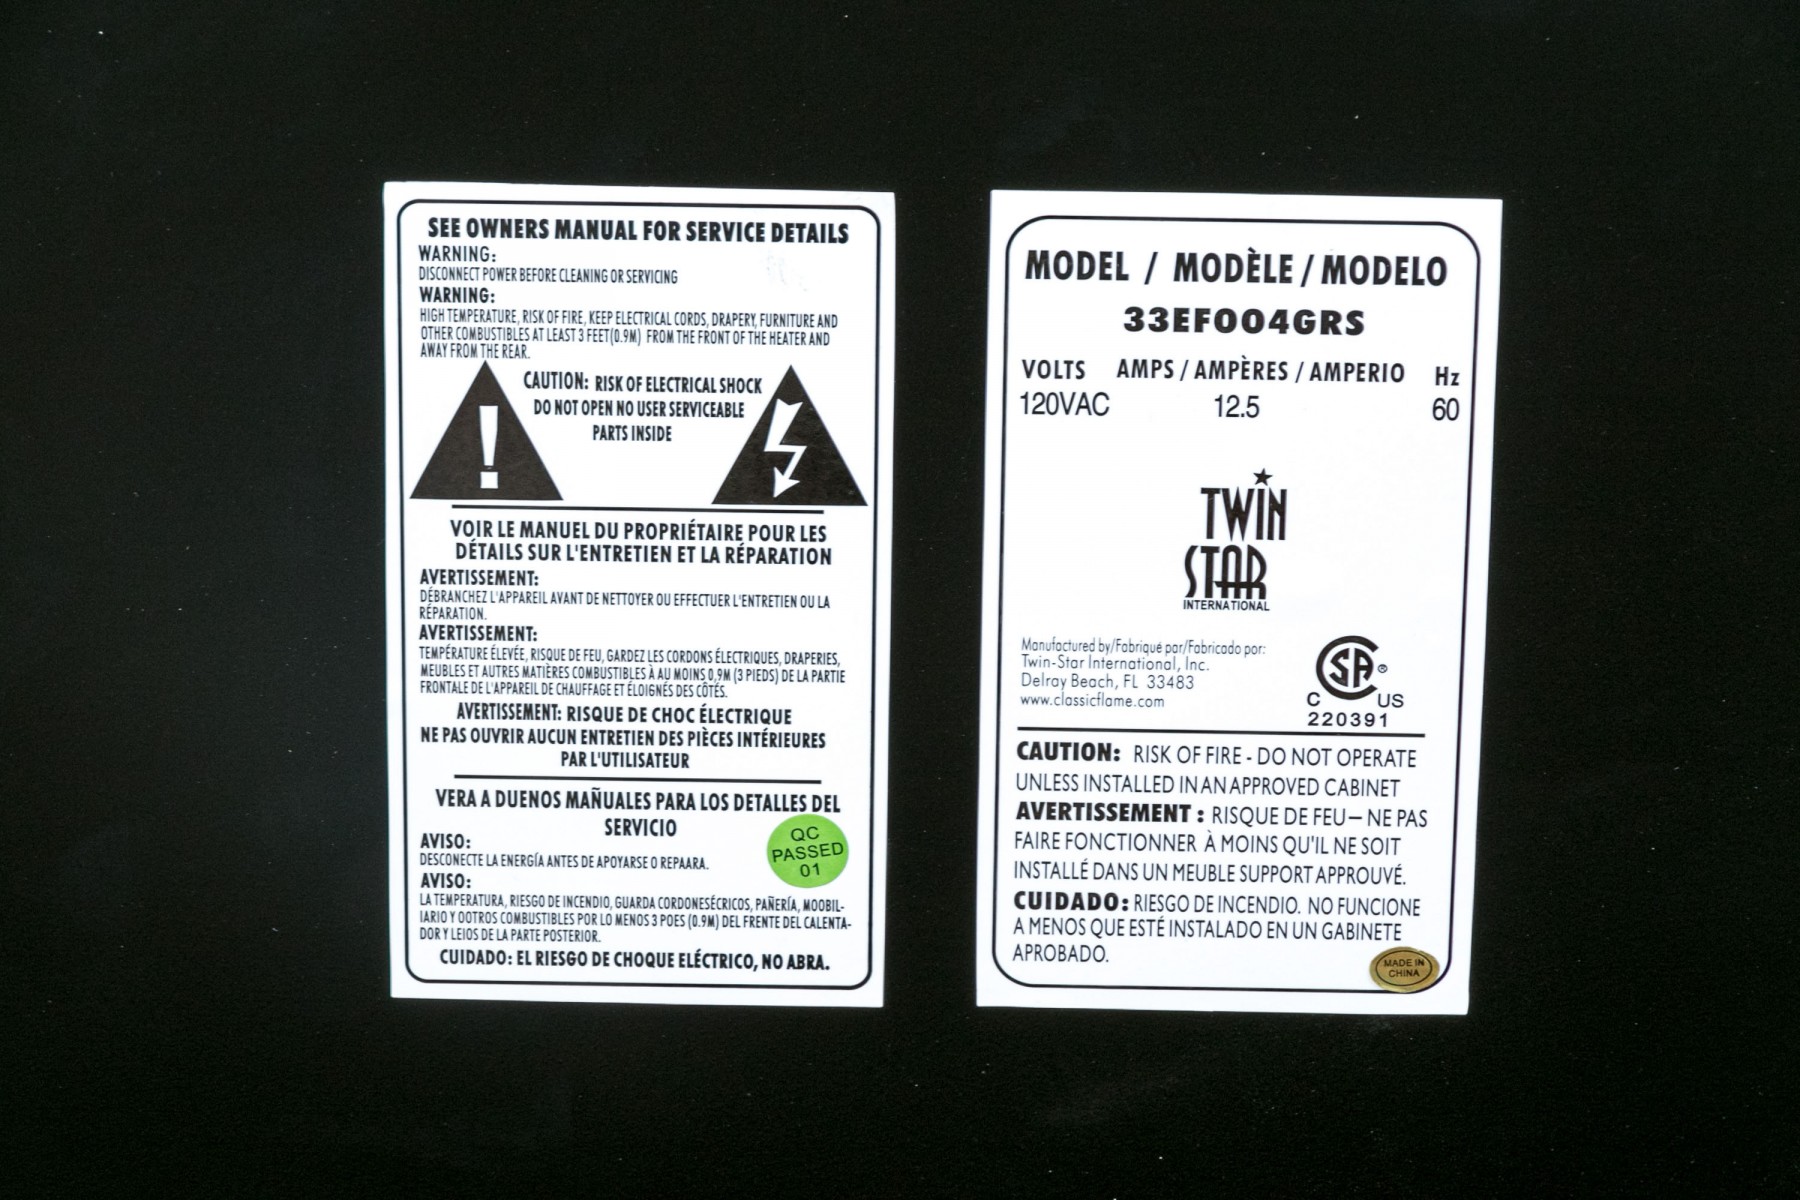 SEE OWNERS MANUAL FOR SERVICE DETAILS
WARNING:
DISCONNECT POWER BEFORE CLEANING OR SERVICING
WARNING:
HIGH TEMPERATURE, RISK OF FIRE, KEEP ELECTRICAL CORDS, DRAPERY, FURNITURE AND
OTHER COMBUSTIBLES AT LEAST 3 FEET(0.9M) FROM THE FRONT OF THE HEATER AND
AWAY FROM THE REAR.
CAUTION: RISK OF ELECTRICAL SHOCK
DO NOT OPEN NO USER SERVICEABLE
PARTS INSIDE
VOIR LE MANUEL DU PROPRIÉTAIRE POUR LES
DÉTAILS SUR L'ENTRETIEN ET LA RÉPARATION
AVERTISSEMENT:
DÉBRANCHEZ L'APPAREIL AVANT DE NETTOYER OU EFFECTUER L'ENTRETIEN OU LA
RÉPARATION.
AVERTISSEMENT:
TEMPÉRATURE ÉLEVÉE, RISQUE DE FEU, GARDEZ LES CORDONS ÉLECTRIQUES, DRAPERIES,
MEUBLES ET AUTRES MATIÈRES COMBUSTIBLES À AU MOINS 0,9M (3 PIEDS) DE LA PARTIE
FRONTALE DE L'APPAREIL DE CHAUFFAGE ET ÉLOIGNÉS DES CÔTÉS.
AVERTISSEMENT: RISQUE DE CHOC ÉLECTRIQUE
NE PAS OUVRIR AUCUN ENTRETIEN DES PIÈCES INTÉRIEURES
PAR L'UTILISATEUR
VERA A DUENOS MAÑUALES PARA LOS DETALLES DEL
SERVICIO
AVISO:
DESCONECTE LA ENERGÍA ANTES DE APOYARSE O REPAARA.
AVISO:
LA TEMPERATURA, RIESGO DE INCENDIO, GUARDA CORDONESÉCRICOS, PAÑERÍA, MOOBIL-
IARIO Y OOTROS COMBUSTIBLES POR LO MENOS 3 POES (0.9M) DEL FRENTE DEL CALENTA-
DOR Y LEIOS DE LA PARTE POSTERIOR.
CUIDADO: EL RIESGO DE CHOQUE ELÉCTRICO, NO ABRA.
QC
PASSED
01
MODEL / MODÈLE / MODELO
33EF004GRS
VOLTS AMPS / AMPÈRES / AMPERIO Hz
120VAC 12.5 60
TWIN
STAR
INTERNATIONAL
Manufactured by/Fabriqué par/Fabricado por:
Twin-Star International, Inc.
Delray Beach, FL 33483
www.classicflame.com
CSA®
C US
220391
CAUTION: RISK OF FIRE - DO NOT OPERATE
UNLESS INSTALLED IN AN APPROVED CABINET
AVERTISSEMENT : RISQUE DE FEU – NE PAS
FAIRE FONCTIONNER À MOINS QU'IL NE SOIT
INSTALLÉ DANS UN MEUBLE SUPPORT APPROUVÉ.
CUIDADO: RIESGO DE INCENDIO. NO FUNCIONE
A MENOS QUE ESTÉ INSTALADO EN UN GABINETE
APROBADO.
MADE IN
CHINA